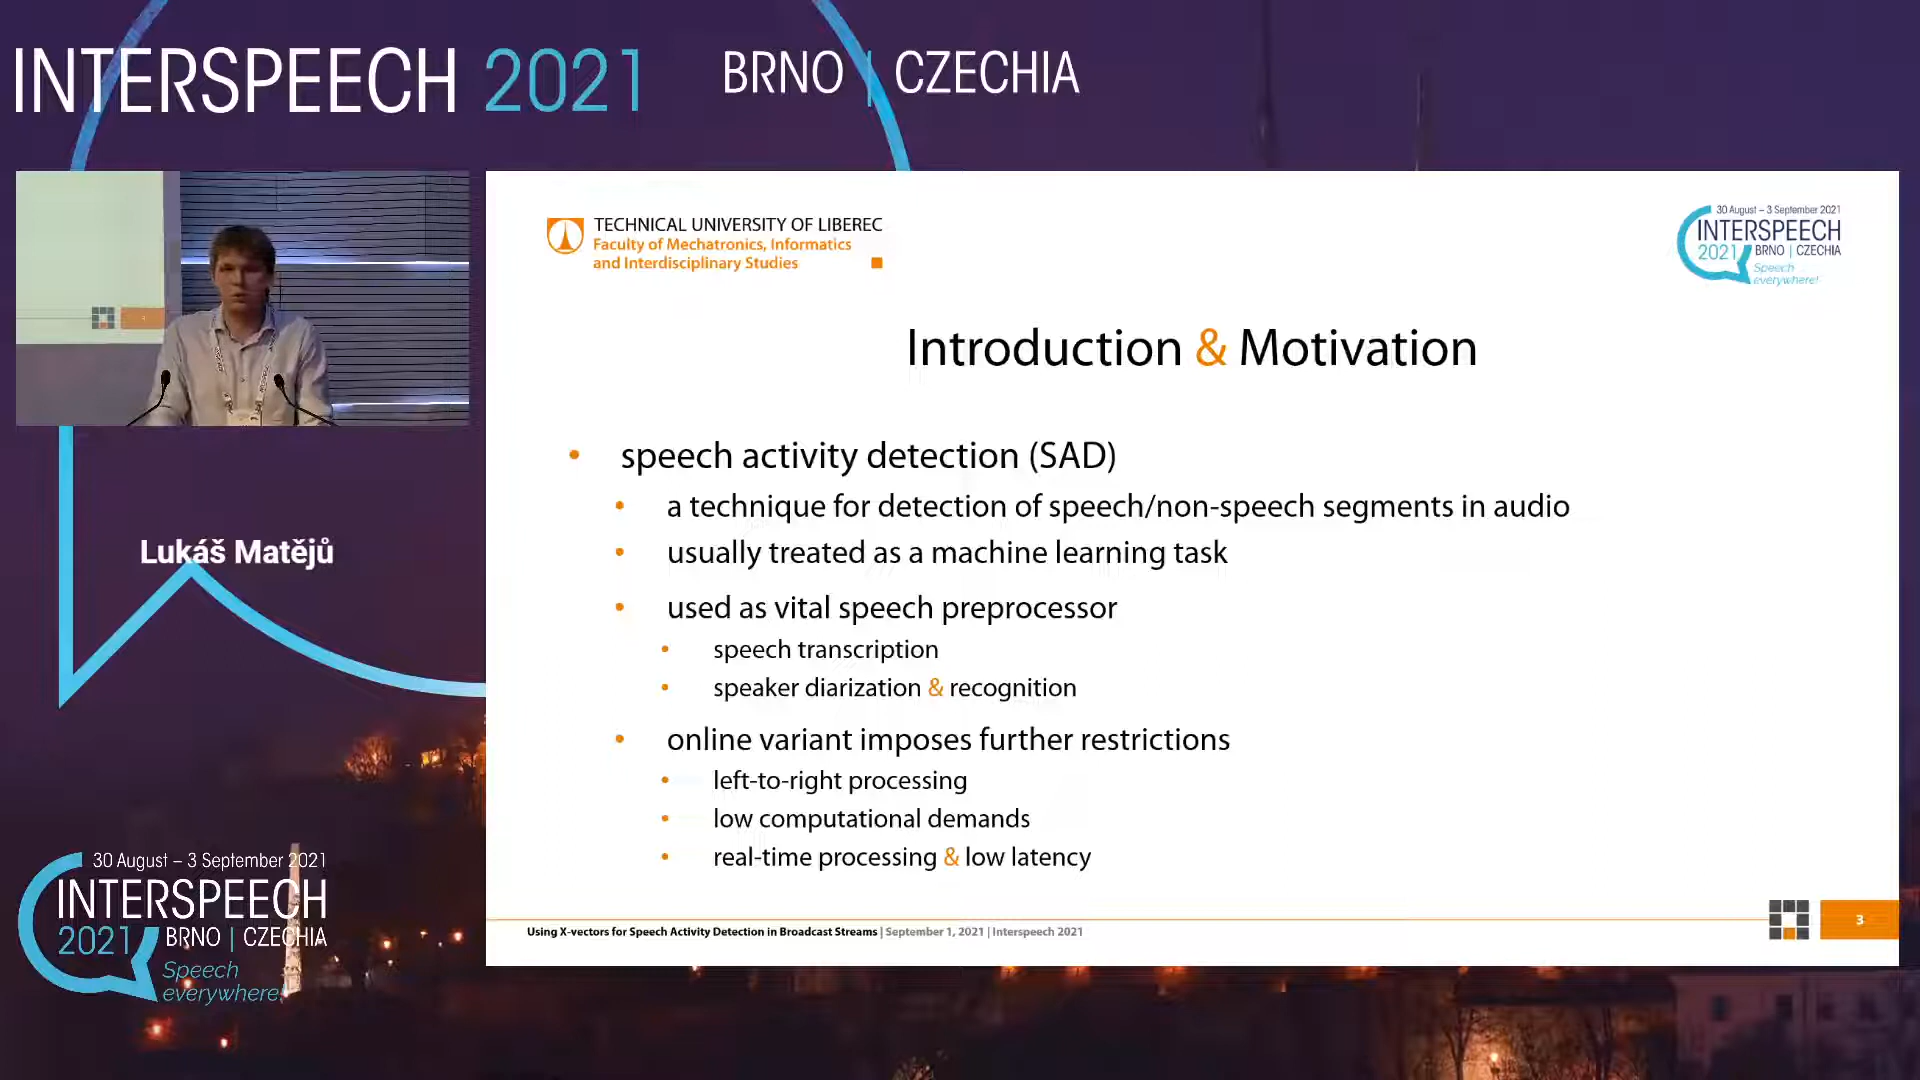 INTERSPEECH 2021
BRNO | CZECHIA
TECHNICAL UNIVERSITY OF LIBEREC
Faculty of Mechatronics, Informatics
and Interdisciplinary Studies
30 August – 3 September 2021
INTERSPEECH
2021 BRNO | CZECHIA
Speech
everywhere!
Introduction & Motivation
• speech activity detection (SAD)
• a technique for detection of speech/non-speech segments in audio
• usually treated as a machine learning task
• used as vital speech preprocessor
• speech transcription
• speaker diarization & recognition
• online variant imposes further restrictions
• left-to-right processing
• low computational demands
• real-time processing & low latency
Using X-vectors for Speech Activity Detection in Broadcast Streams | September 1, 2021 | Interspeech 2021
3
Lukáš Matějů
30 August – 3 September 2021
INTERSPEECH
2021 BRNO | CZECHIA
Speech
everywhere!